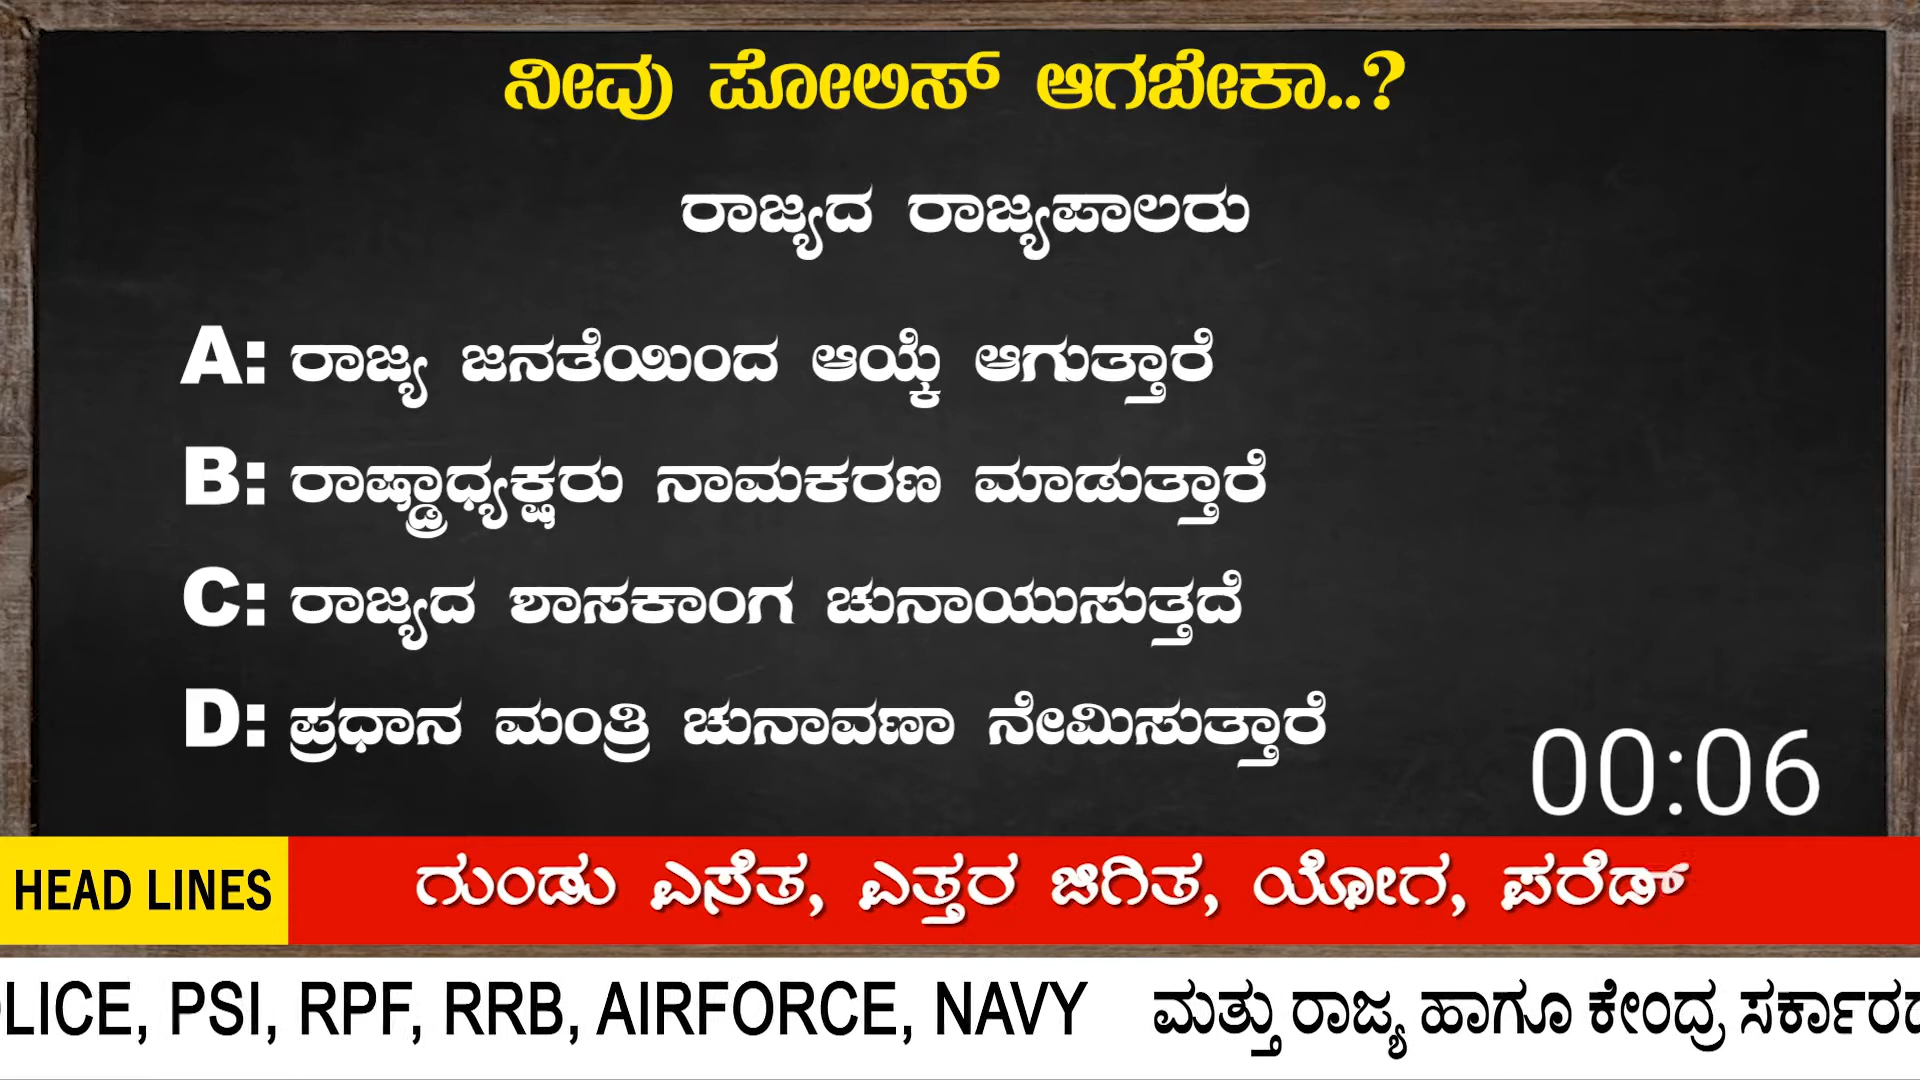 ನೀವು ಪೋಲಿಸ್ ಆಗಬೇಕಾ..?
ರಾಜ್ಯದ ರಾಜ್ಯಪಾಲರು
A: ರಾಜ್ಯ ಜನತೆಯಿಂದ ಆಯ್ಕೆ ಆಗುತ್ತಾರೆ
B: ರಾಷ್ಡ್ರಾಧ್ಯಕ್ಷರು ನಾಮಕರಣ ಮಾಡುತ್ತಾರೆ
C: ರಾಜ್ಯದ ಶಾಸಕಾಂಗ ಚುನಾಯುಸುತ್ತದೆ
D: ಪ್ರಧಾನ ಮಂತ್ರಿ ಚುನಾವಣಾ ನೇಮಿಸುತ್ತಾರೆ
00:06
HEAD LINES ಗುಂಡು ಎಸೆತ, ಎತ್ತರ ಜಿಗಿತ, ಯೋಗ, ಪರೆಡ್
OLICE, PSI, RPF, RRB, AIRFORCE, NAVY ಮತ್ತು ರಾಜ್ಯ ಹಾಗೂ ಕೇಂದ್ರ ಸರ್ಕಾರದ